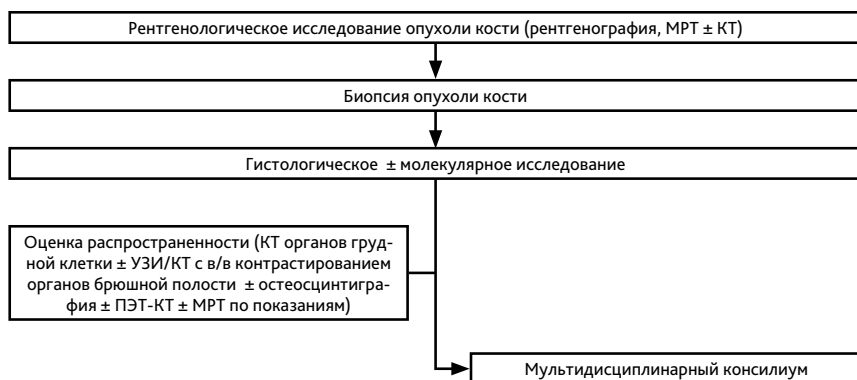 Рентгенологическое исследование опухоли кости (рентгенография, МРТ ± КТ)
Биопсия опухоли кости
Гистологическое ± молекулярное исследование
Оценка распространенности (КТ органов груд-
ной клетки ± УЗИ/КТ с в/в контрастированием
органов брюшной полости ± остеосцинтигра-
фия ± ПЭТ-КТ ± МРТ по показаниям)
Мультидисциплинарный консилиум